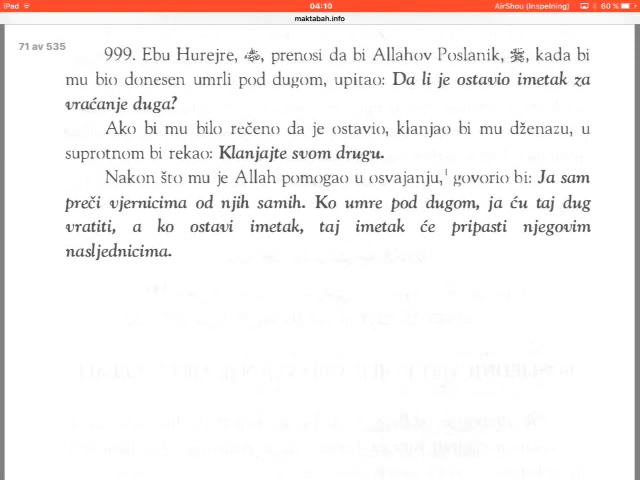 iPad
04:10
AirShou (Inspelning)
60 %
maktabah.info
71 av 535
999. Ebu Hurejre, ﷺ, prenosi da bi Allahov Poslanik, ﷺ, kada bi
mu bio donesen umrli pod dugom, upitao: Da li je ostavio imetak za
vraćanje duga?
Ako bi mu bilo rečeno da je ostavio, klanjao bi mu dženazu, u
suprotnom bi rekao: Klanjajte svom drugu.
Nakon što mu je Allah pomogao u osvajanju,¹ govorio bi: Ja sam
preči vjernicima od njih samih. Ko umre pod dugom, ja ću taj dug
vratiti, a ko ostavi imetak, taj imetak će pripasti njegovim
nasljednicima.